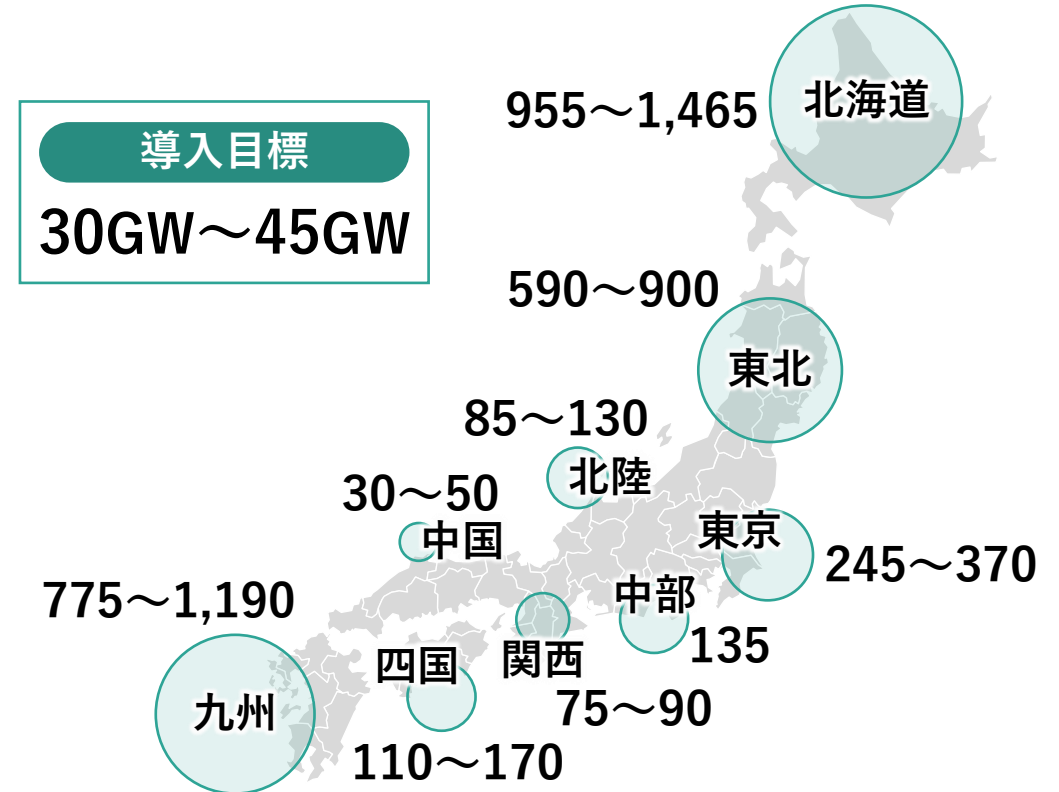 導入目標
30GW～45GW
955～1,465
北海道
590～900
東北
85～130
北陸
30～50
中国
東京
245～370
775～1,190
中部
135
四国
関西
九州
75～90
110～170